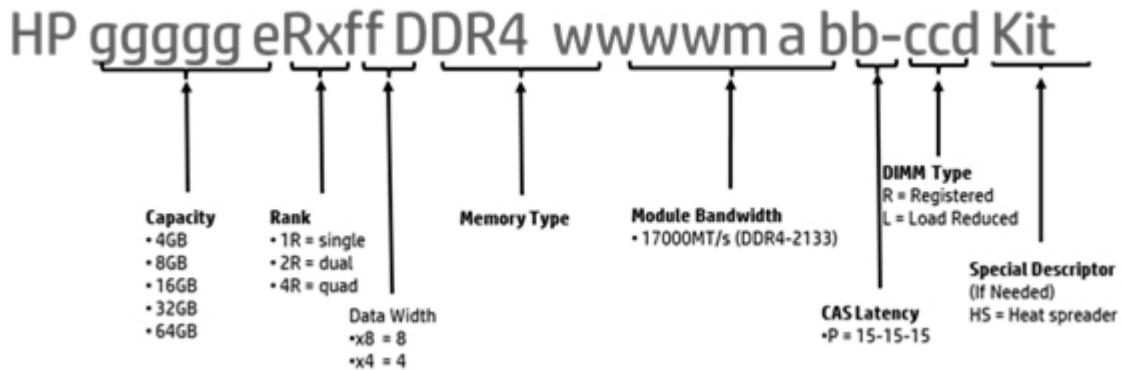 HP ggggg eRxff DDR4 wwwwm a bb-ccd Kit
Capacity
• 4GB
• 8GB
• 16GB
• 32GB
• 64GB
Rank
• 1R = single
• 2R = dual
• 4R = quad
Data Width
•x8 = 8
•x4 = 4
Memory Type
Module Bandwidth
• 17000MT/s (DDR4-2133)
CAS Latency
•P = 15-15-15
DIMM Type
R = Registered
L = Load Reduced
Special Descriptor
(If Needed)
HS = Heat spreader